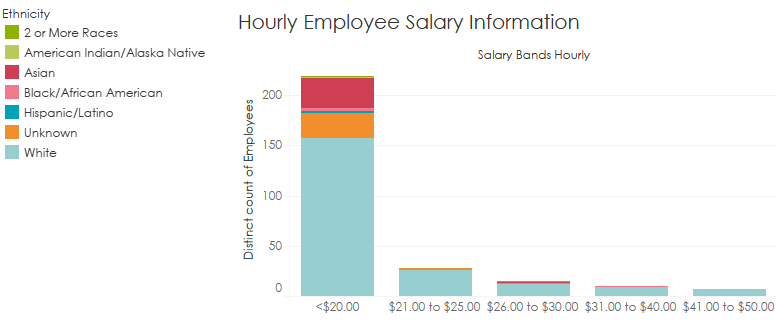 Ethnicity
2 or More Races
American Indian/Alaska Native
Asian
Black/African American
Hispanic/Latino
Unknown
White
Hourly Employee Salary Information
Salary Bands Hourly
Distinct count of Employees
200
150
100
50
0
<$20.00 $21.00 to $25.00 $26.00 to $30.00 $31.00 to $40.00 $41.00 to $50.00